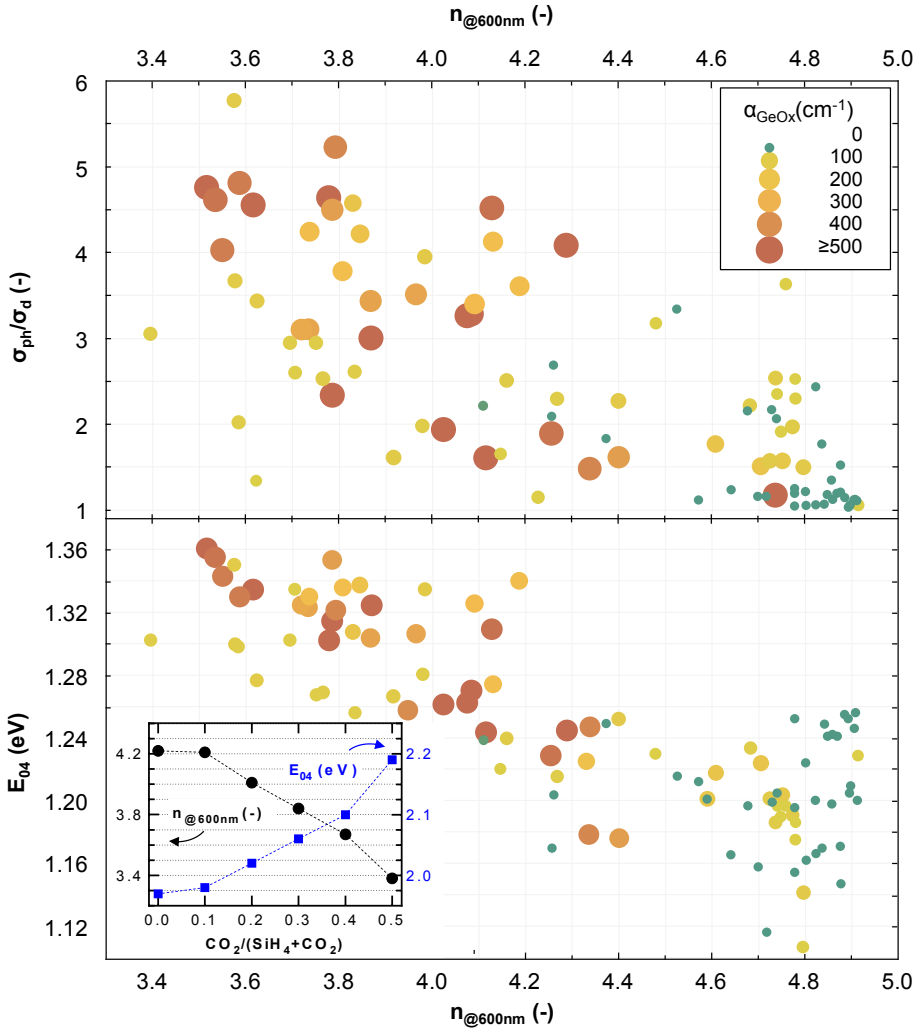 n@600nm (-)
3.4 3.6 3.8 4.0 4.2 4.4 4.6 4.8 5.0
6
5
4
3
2
1
σph/σd (-)
αGeOx(cm-1)
0
100
200
300
400
≥500
1.36
1.32
1.28
1.24
1.20
1.16
1.12
E04 (eV)
4.2
3.8
3.4
2.2
2.1
2.0
E04 (eV)
n@600nm (-)
0.0 0.1 0.2 0.3 0.4 0.5
CO2/(SiH4+CO2)
3.4 3.6 3.8 4.0 4.2 4.4 4.6 4.8 5.0
n@600nm (-)